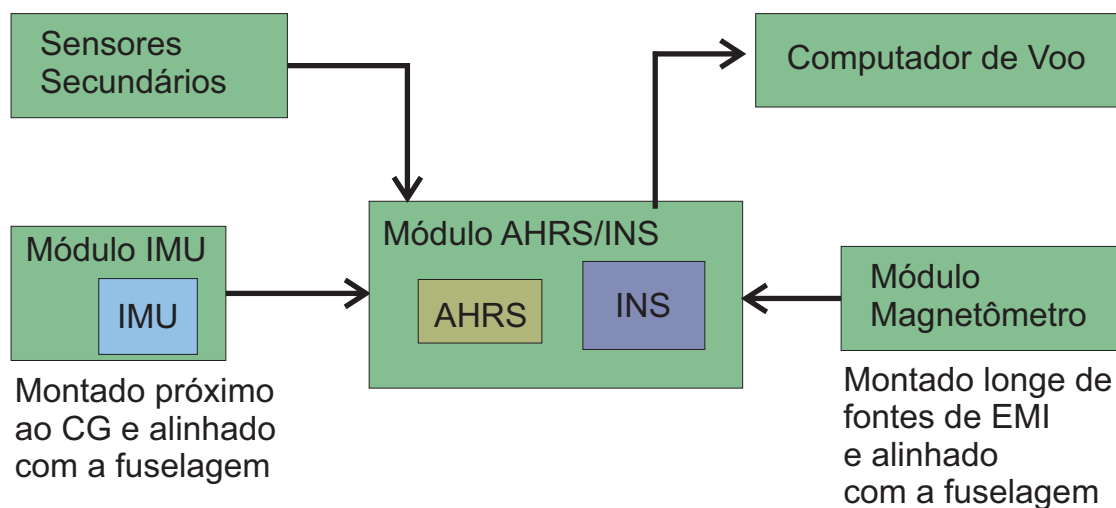 Sensores
Secundários
Computador de Voo
Módulo AHRS/INS
AHRS
INS
Módulo IMU
IMU
Montado próximo
ao CG e alinhado
com a fuselagem
Módulo
Magnetômetro
Montado longe de
fontes de EMI
e alinhado
com a fuselagem